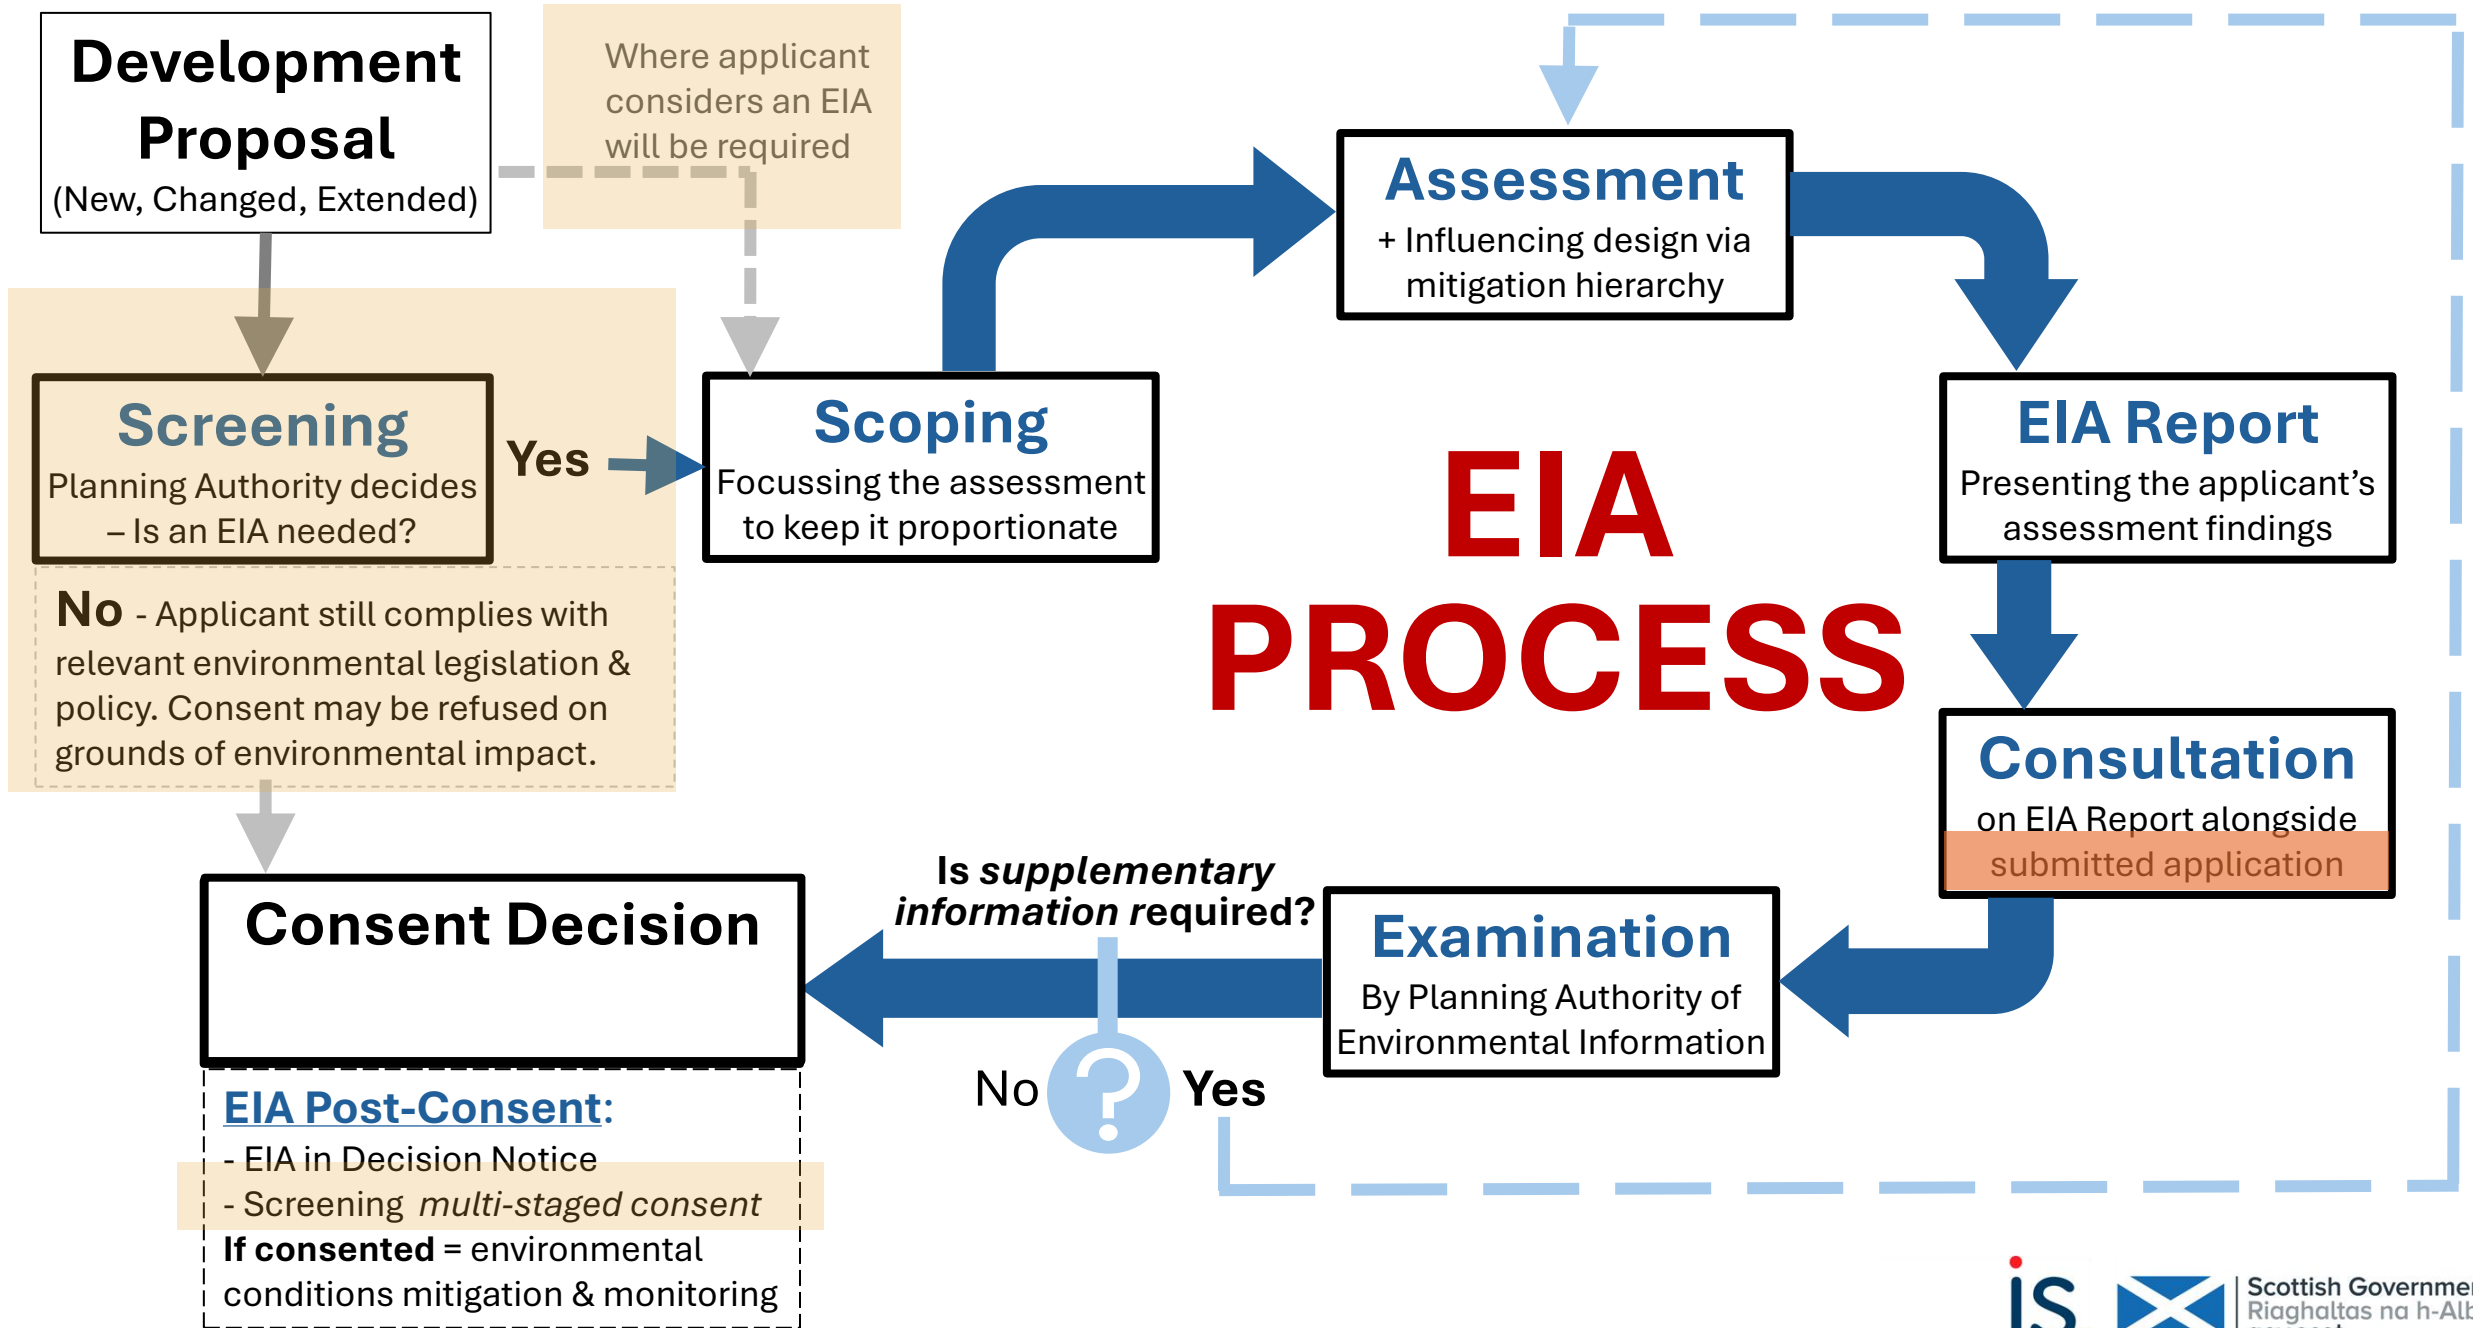 Development
Proposal
(New, Changed, Extended)
Where applicant
considers an EIA
will be required
Screening
Planning Authority decides
– Is an EIA needed?
Yes
No - Applicant still complies with
relevant environmental legislation &
policy. Consent may be refused on
grounds of environmental impact.
Scoping
Focussing the assessment
to keep it proportionate
Assessment
+ Influencing design via
mitigation hierarchy
EIA
PROCESS
EIA Report
Presenting the applicant’s
assessment findings
Consultation
on EIA Report alongside
submitted application
Examination
By Planning Authority of
Environmental Information
Is supplementary
information required?
No
?
Yes
Consent Decision
EIA Post-Consent:
- EIA in Decision Notice
- Screening multi-staged consent
If consented = environmental
conditions mitigation & monitoring
is
Scottish Governme
Riaghaltas na h-Alb